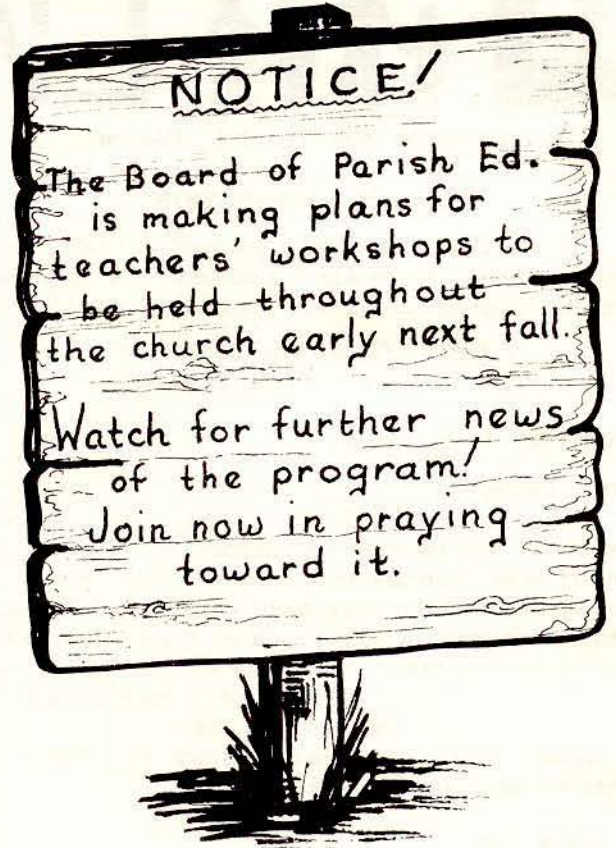 NOTICE!
The Board of Parish Ed.
is making plans for
teachers' workshops to
be held throughout
the church early next fall.
Watch for further news
of the program!
Join now in praying
toward it.